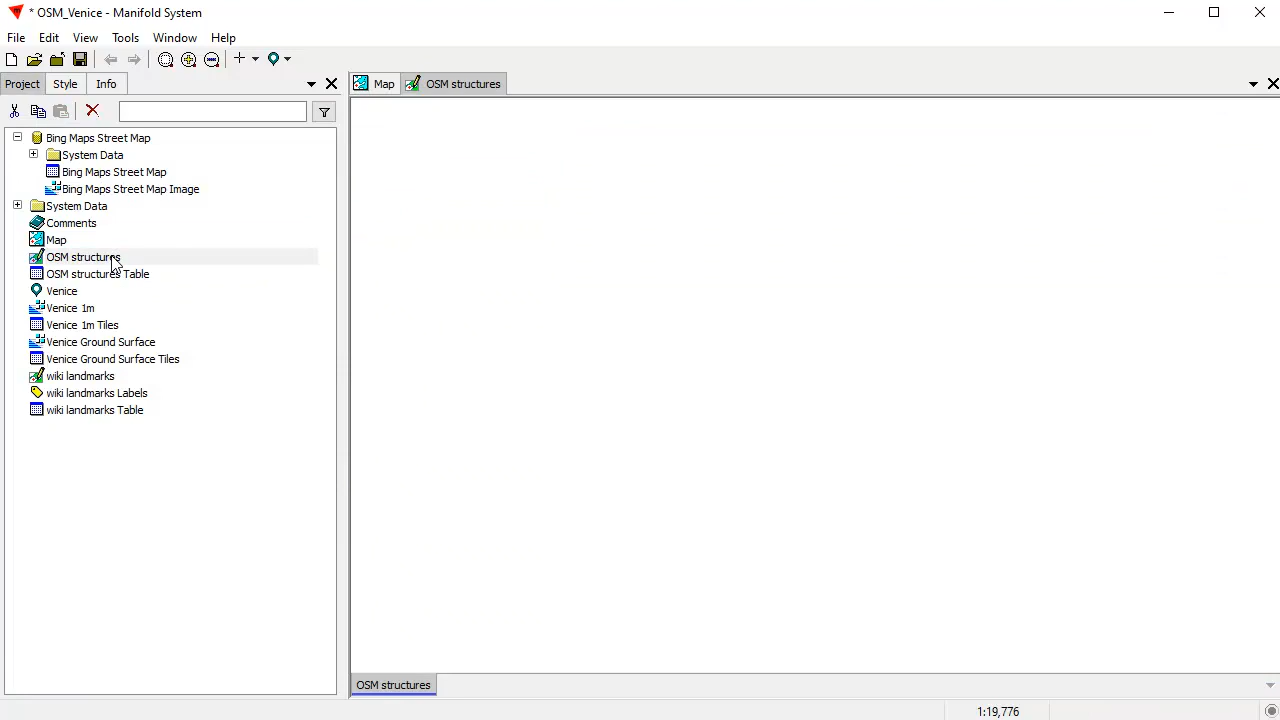 * OSM_Venice - Manifold System
File Edit View Tools Window Help
Project Style Info
Map OSM structures
Bing Maps Street Map
System Data
Bing Maps Street Map
Bing Maps Street Map Image
System Data
Comments
Map
OSM structures
OSM structures Table
Venice
Venice 1m
Venice 1m Tiles
Venice Ground Surface
Venice Ground Surface Tiles
wiki landmarks
wiki landmarks Labels
wiki landmarks Table
OSM structures
1:19,776